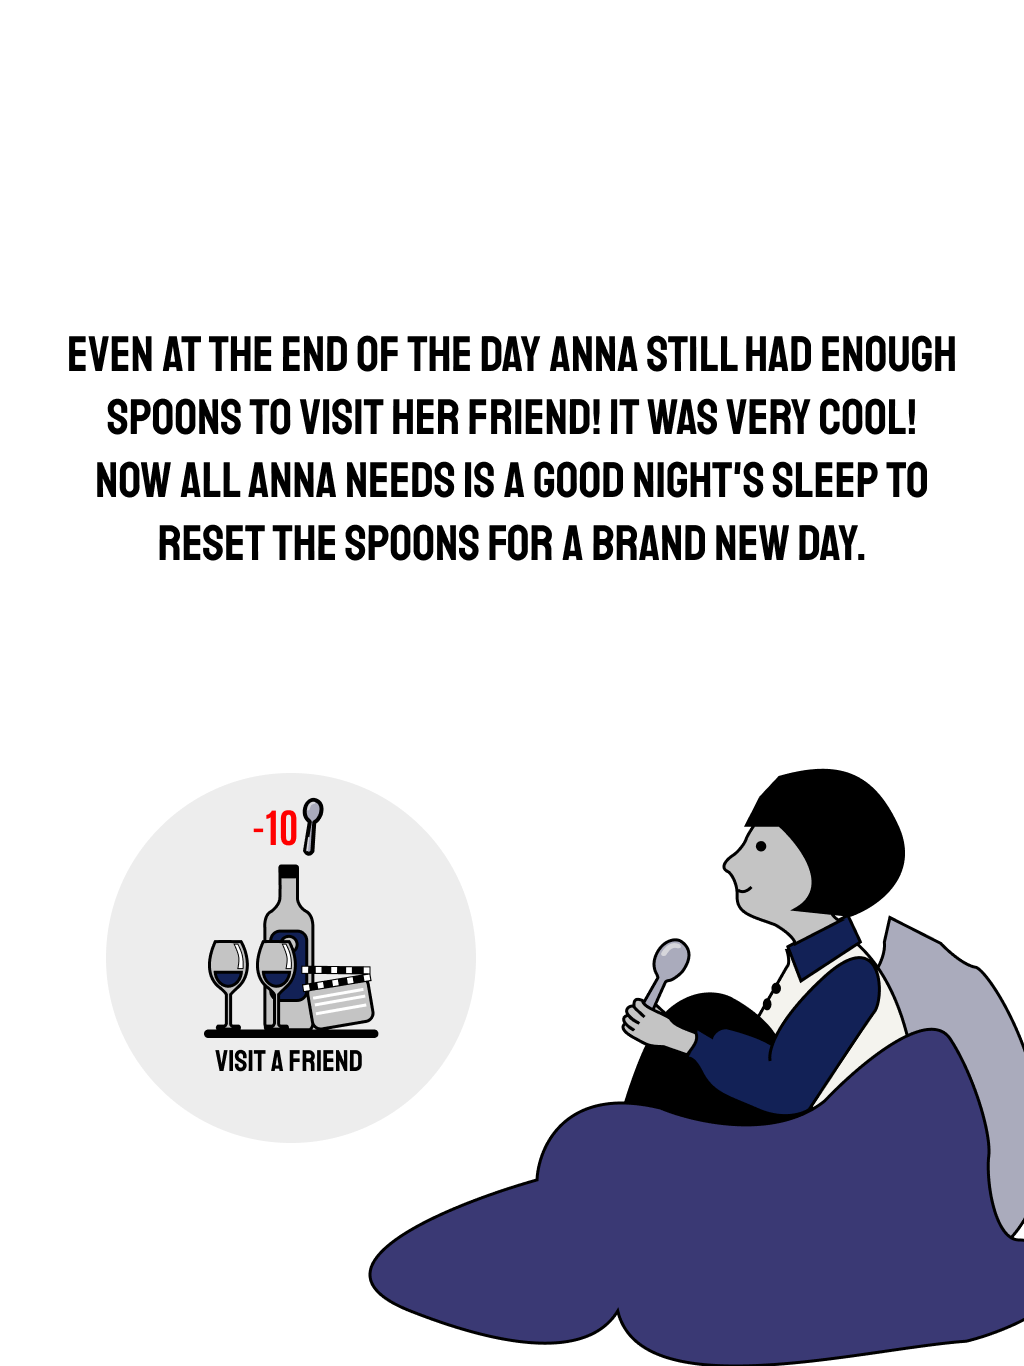 EVEN AT THE END OF THE DAY ANNA STILL HAD ENOUGH
SPOONS TO VISIT HER FRIEND! IT WAS VERY COOL!
NOW ALL ANNA NEEDS IS A GOOD NIGHT'S SLEEP TO
RESET THE SPOONS FOR A BRAND NEW DAY.
-10
VISIT A FRIEND